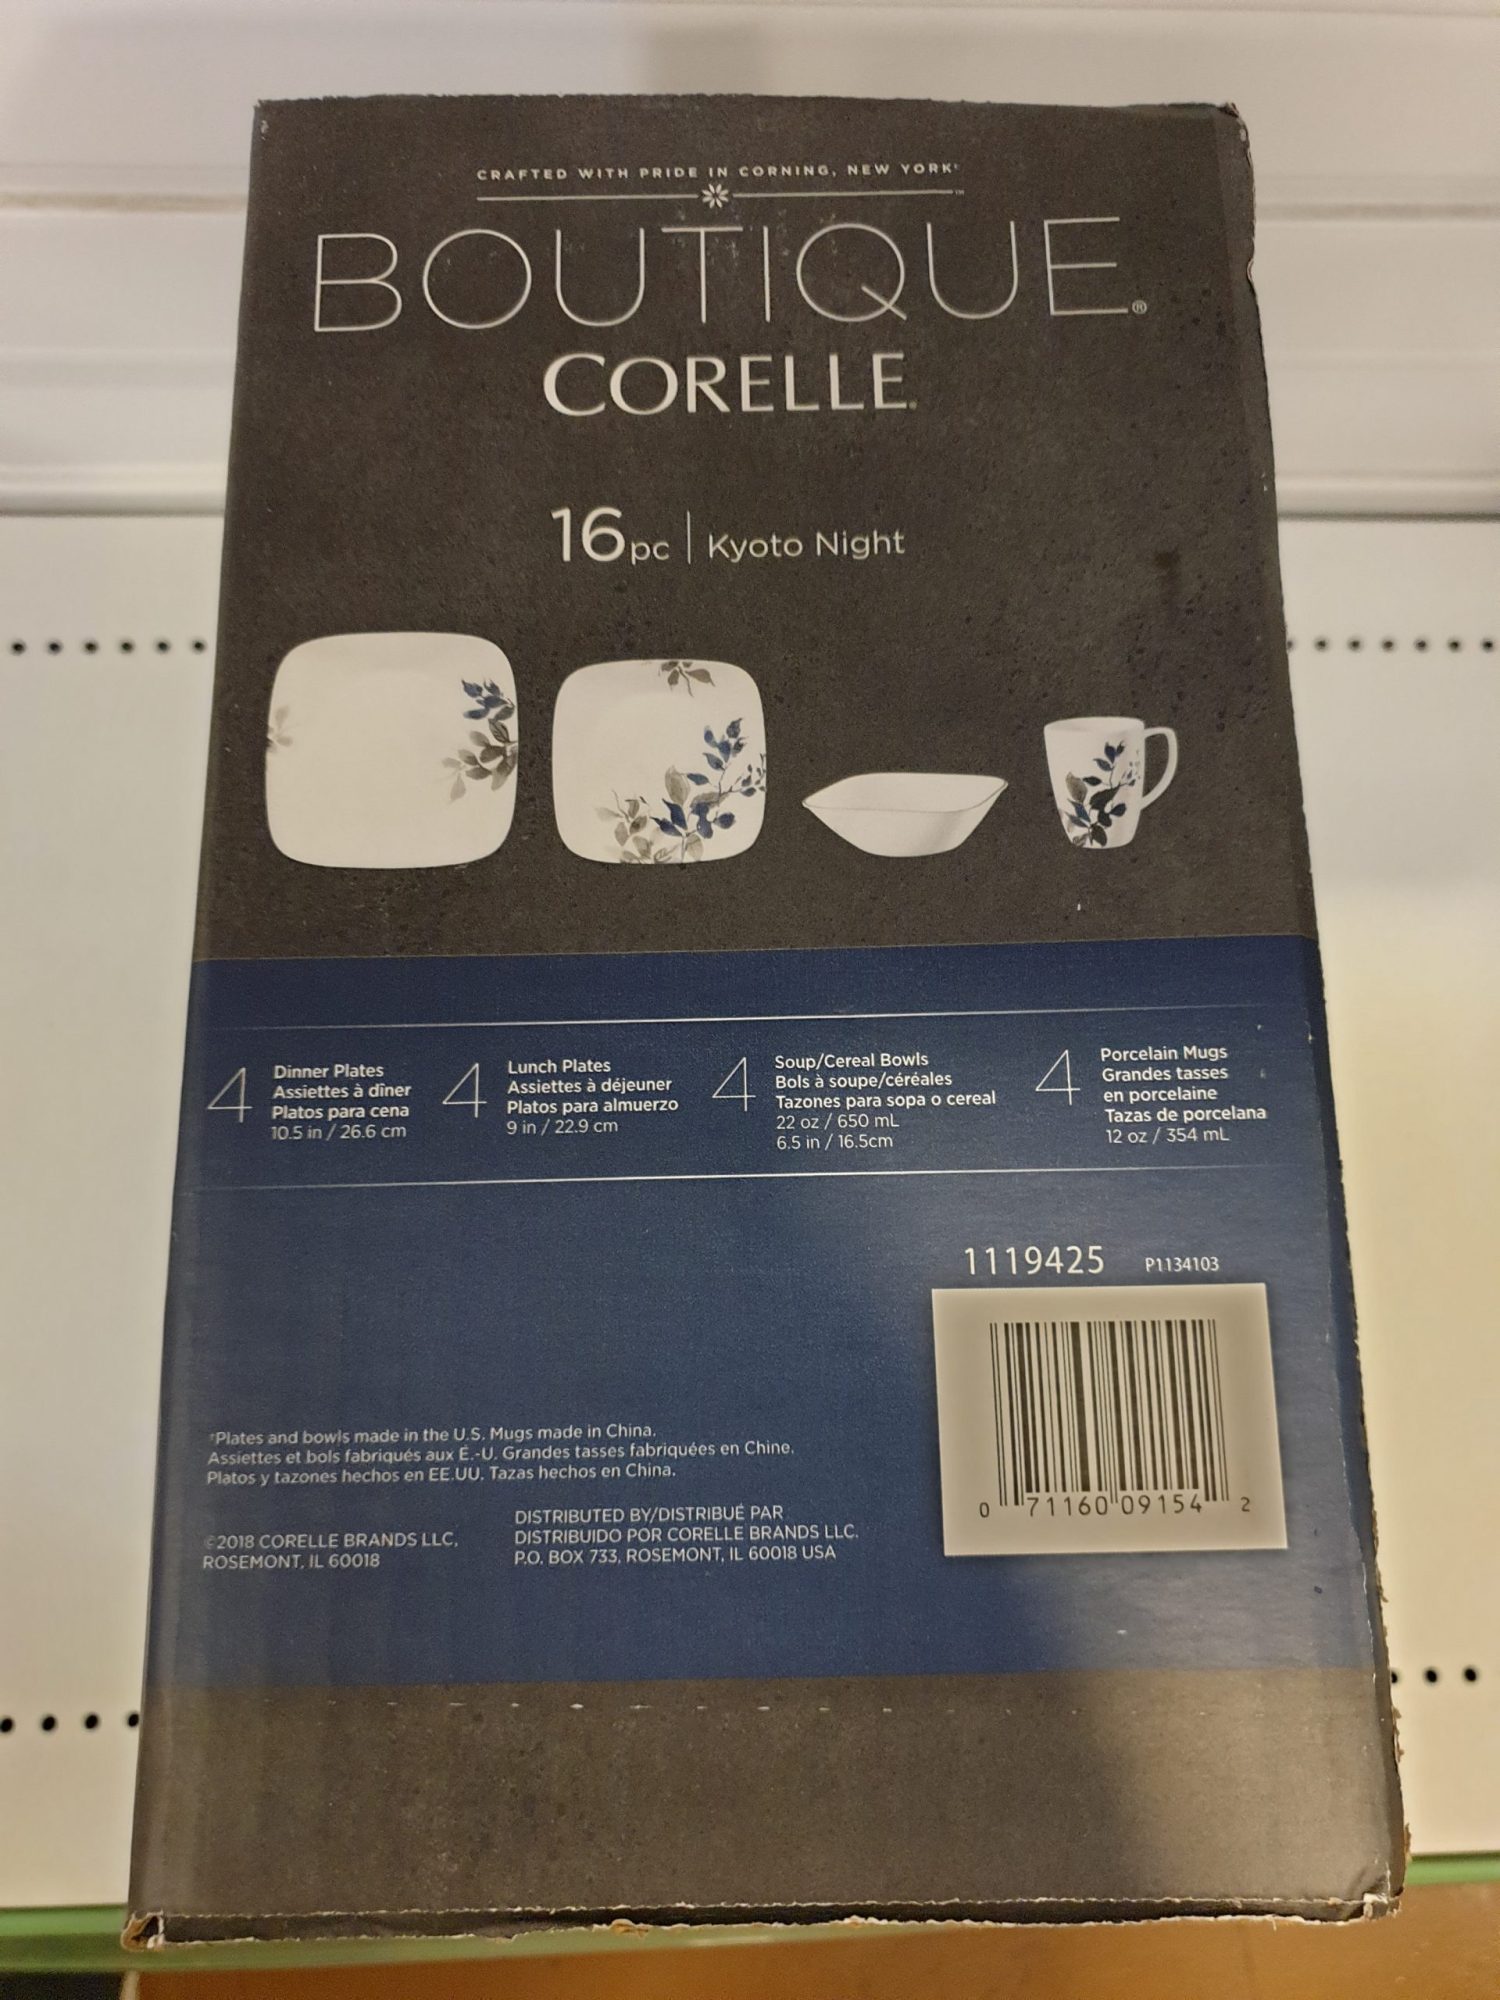 CRAFTED WITH PRIDE IN CORNING, NEW YORK†
™
BOUTIQUE®
CORELLE®
16pc | Kyoto Night
4 Dinner Plates
Assiettes à dîner
Platos para cena
10.5 in / 26.6 cm
4 Lunch Plates
Assiettes à déjeuner
Platos para almuerzo
9 in / 22.9 cm
4 Soup/Cereal Bowls
Bols à soupe/céréales
Tazones para sopa o cereal
22 oz / 650 mL
6.5 in / 16.5cm
4 Porcelain Mugs
Grandes tasses
en porcelaine
Tazas de porcelana
12 oz / 354 mL
1119425 P1134103
0 71160 09154 2
†Plates and bowls made in the U.S. Mugs made in China.
Assiettes et bols fabriqués aux É.-U. Grandes tasses fabriquées en Chine.
Platos y tazones hechos en EE.UU. Tazas hechos en China.
©2018 CORELLE BRANDS LLC,
ROSEMONT, IL 60018
DISTRIBUTED BY/DISTRIBUÉ PAR
DISTRIBUIDO POR CORELLE BRANDS LLC.
P.O. BOX 733, ROSEMONT, IL 60018 USA